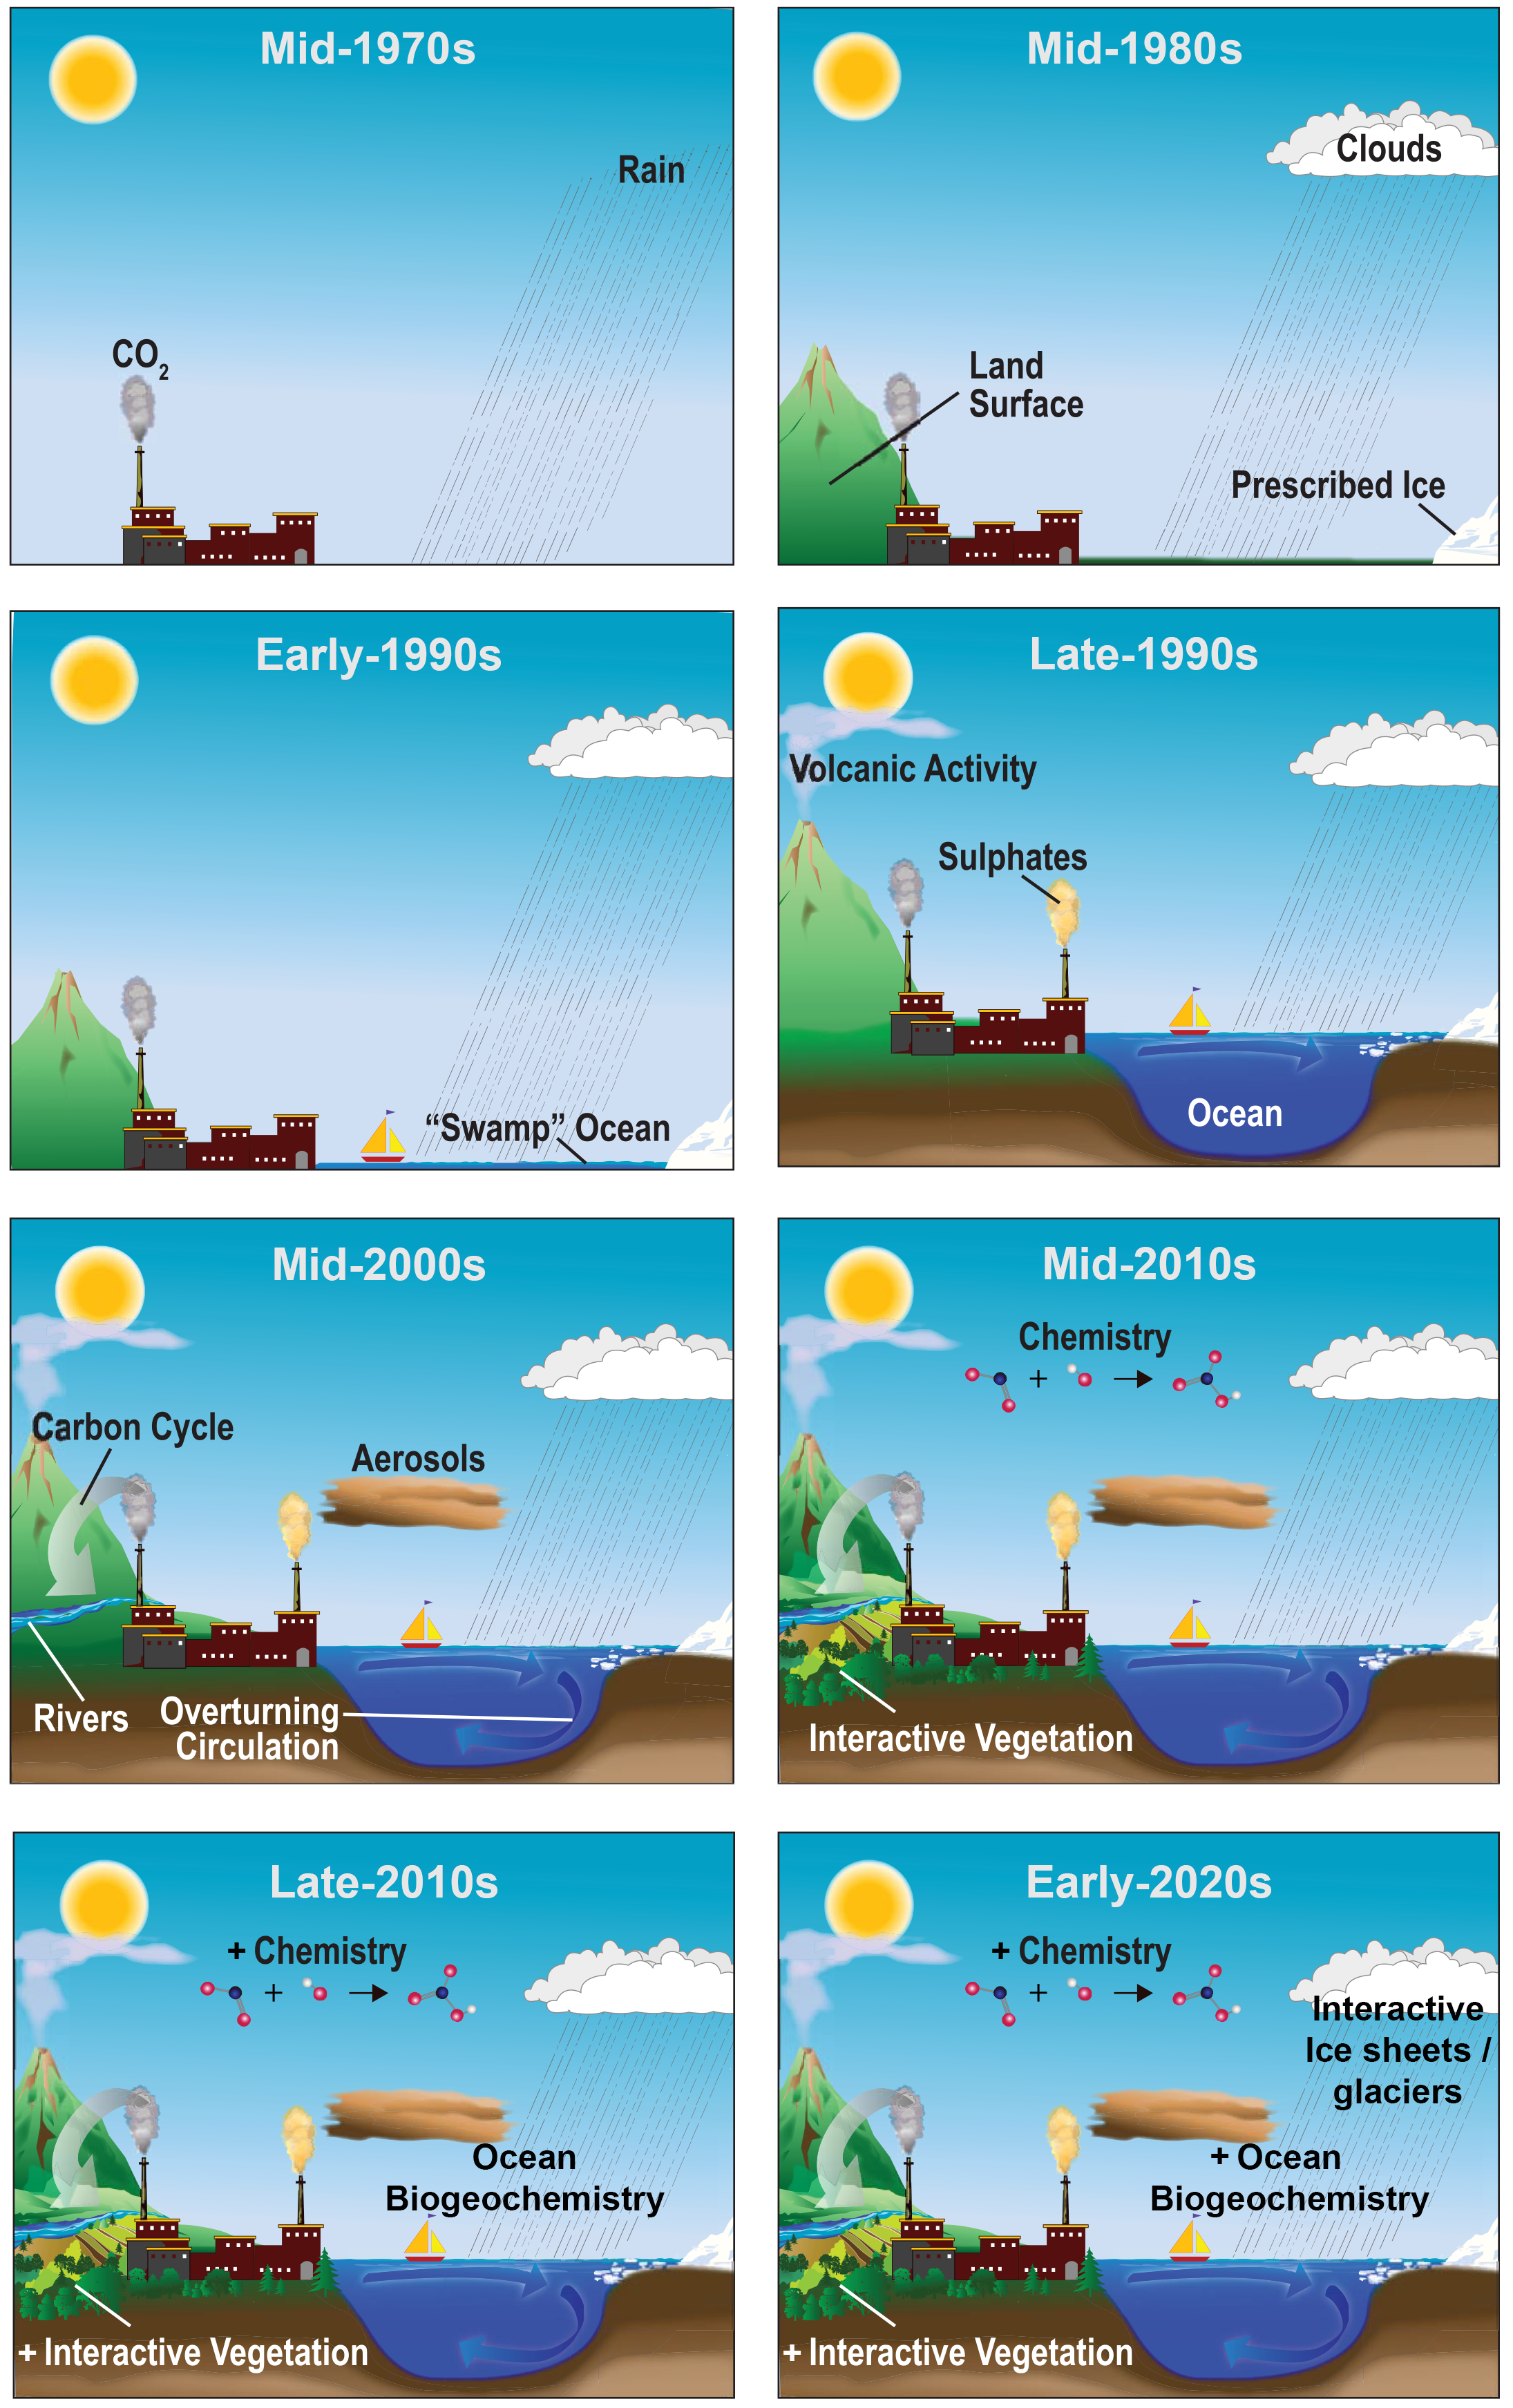 Mid-1970s
Rain
CO₂
Mid-1980s
Clouds
Land
Surface
Prescribed Ice
Early-1990s
“Swamp” Ocean
Late-1990s
Volcanic Activity
Sulphates
Ocean
Mid-2000s
Carbon Cycle
Aerosols
Rivers
Overturning
Circulation
Mid-2010s
Chemistry
+
Interactive Vegetation
Late-2010s
+ Chemistry
+
Ocean
Biogeochemistry
+ Interactive Vegetation
Early-2020s
+ Chemistry
+
Interactive
Ice sheets /
glaciers
+ Ocean
Biogeochemistry
+ Interactive Vegetation